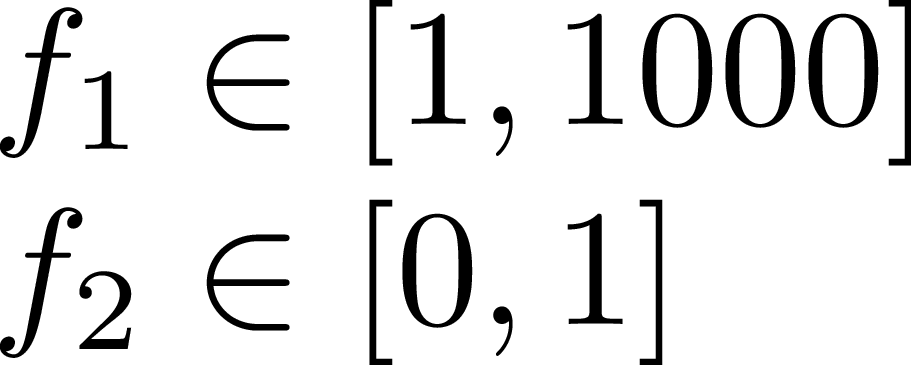 f₁ ∈ [1, 1000]
f₂ ∈ [0, 1]